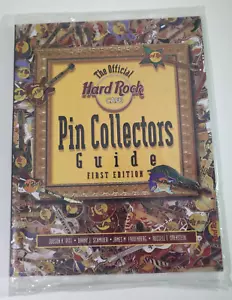 The Official
Hard Rock
CAFE
Pin Collectors
Guide
FIRST EDITION